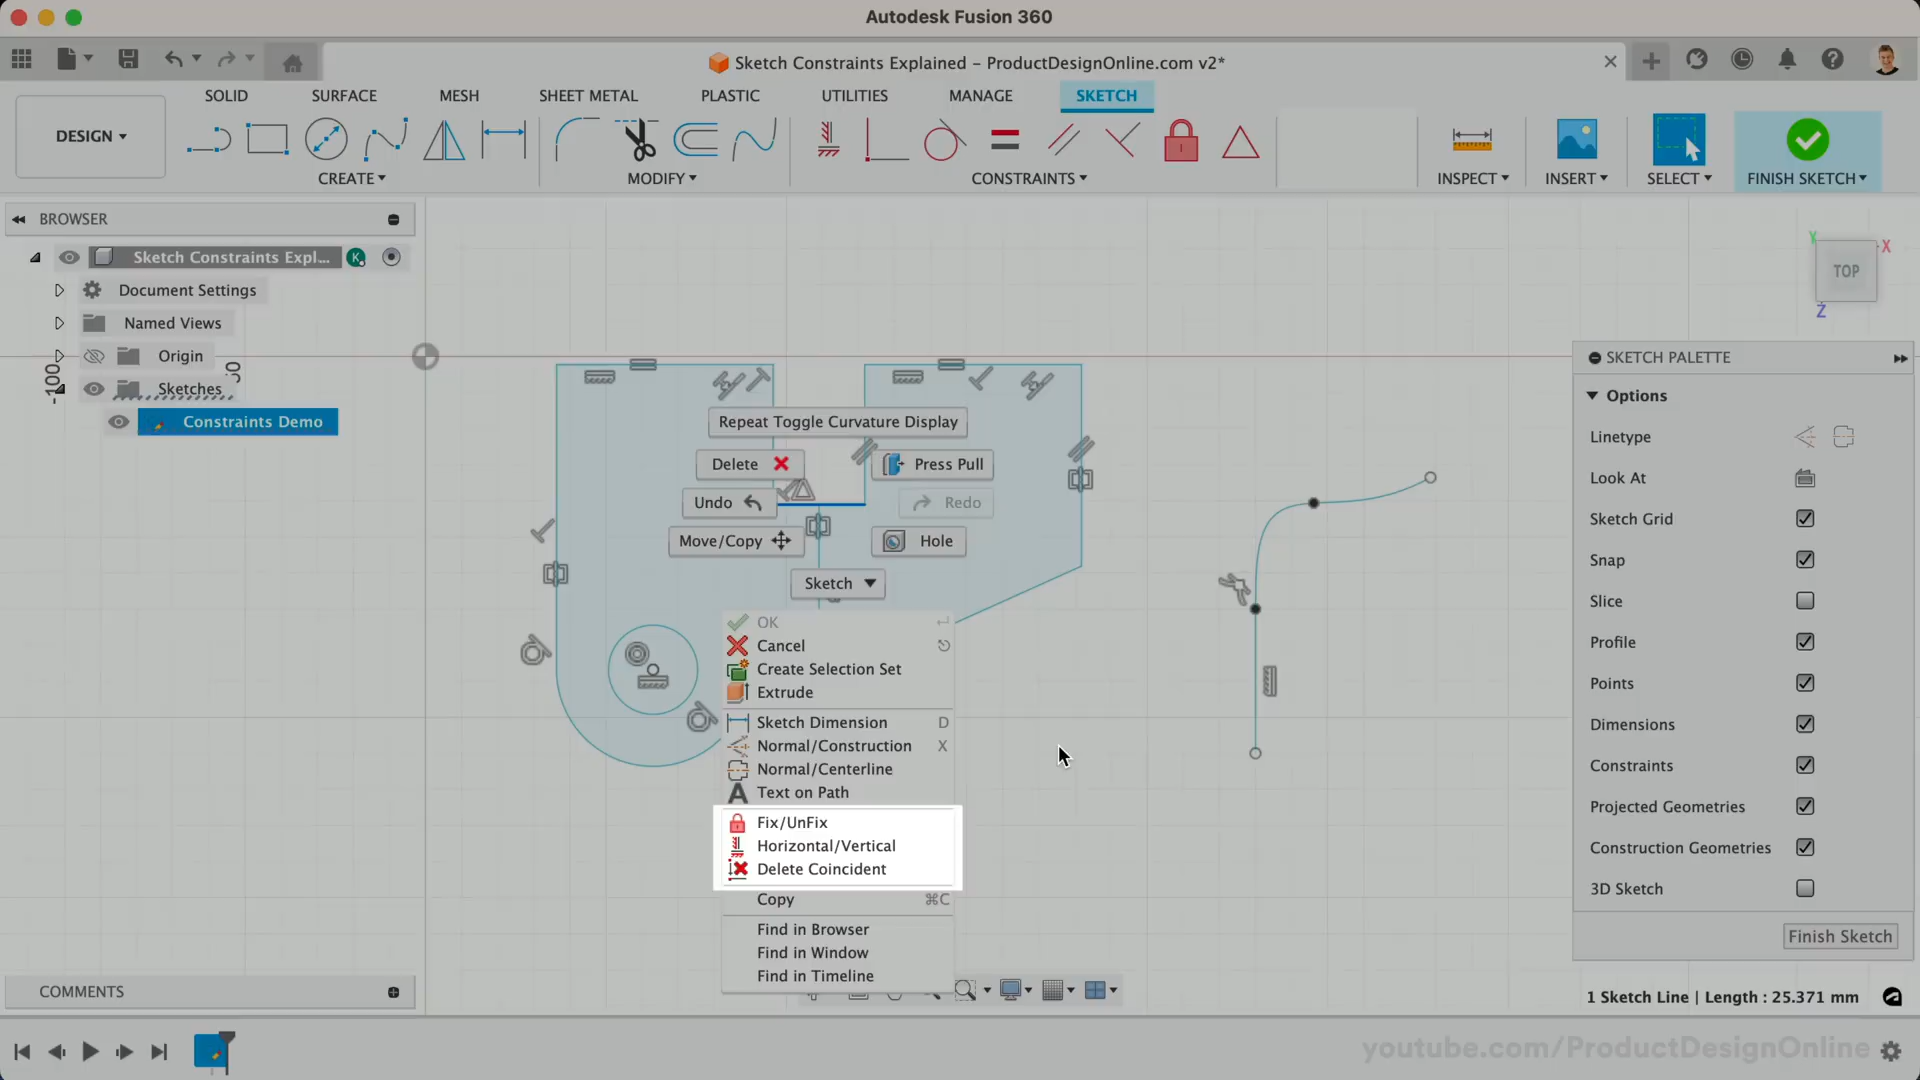 Autodesk Fusion 360
Sketch Constraints Explained – ProductDesignOnline.com v2*
SOLID SURFACE MESH SHEET METAL PLASTIC UTILITIES MANAGE SKETCH
DESIGN
CREATE MODIFY CONSTRAINTS INSPECT INSERT SELECT FINISH SKETCH
BROWSER
Sketch Constraints Expl...
K
Document Settings
Named Views
Origin
Sketches
Constraints Demo
-100
50
Y
X
TOP
Z
Repeat Toggle Curvature Display
Delete
Press Pull
Undo
Redo
Move/Copy
Hole
Sketch
OK
Cancel
Create Selection Set
Extrude
Sketch Dimension D
Normal/Construction X
Normal/Centerline
Text on Path
Fix/UnFix
Horizontal/Vertical
Delete Coincident
Copy ⌘C
Find in Browser
Find in Window
Find in Timeline
SKETCH PALETTE
Options
Linetype
Look At
Sketch Grid
Snap
Slice
Profile
Points
Dimensions
Constraints
Projected Geometries
Construction Geometries
3D Sketch
Finish Sketch
COMMENTS
1 Sketch Line | Length : 25.371 mm
youtube.com/ProductDesignOnline